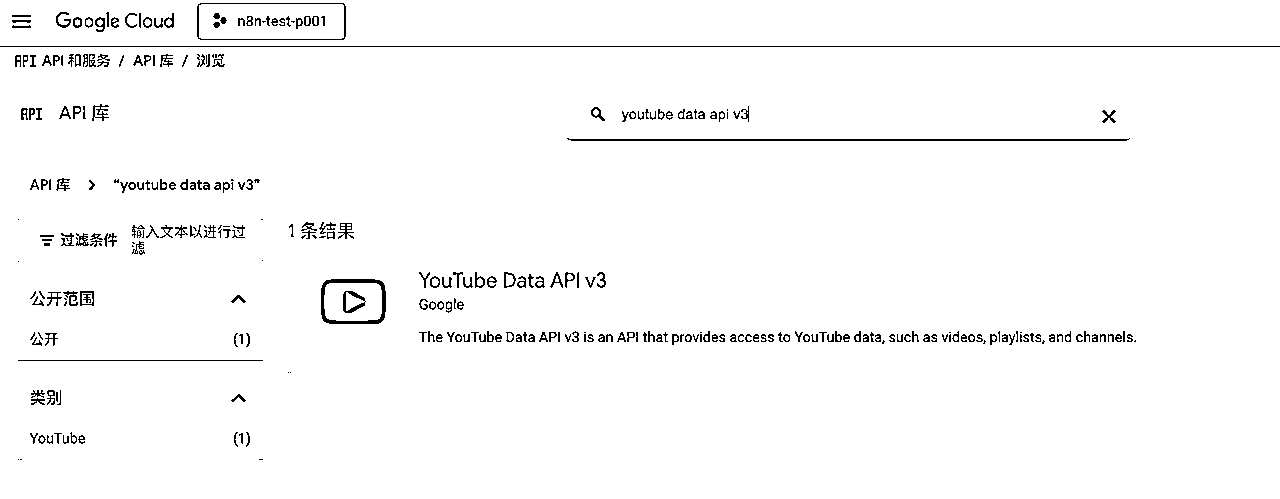 Google Cloud n8n-test-p001
API API 和服务 / API 库 / 浏览
API API 库
youtube data api v3
API 库 > “youtube data api v3”
过滤条件 输入文本以进行过滤
1 条结果
YouTube Data API v3
Google
The YouTube Data API v3 is an API that provides access to YouTube data, such as videos, playlists, and channels.
公开范围
公开 (1)
类别
YouTube (1)